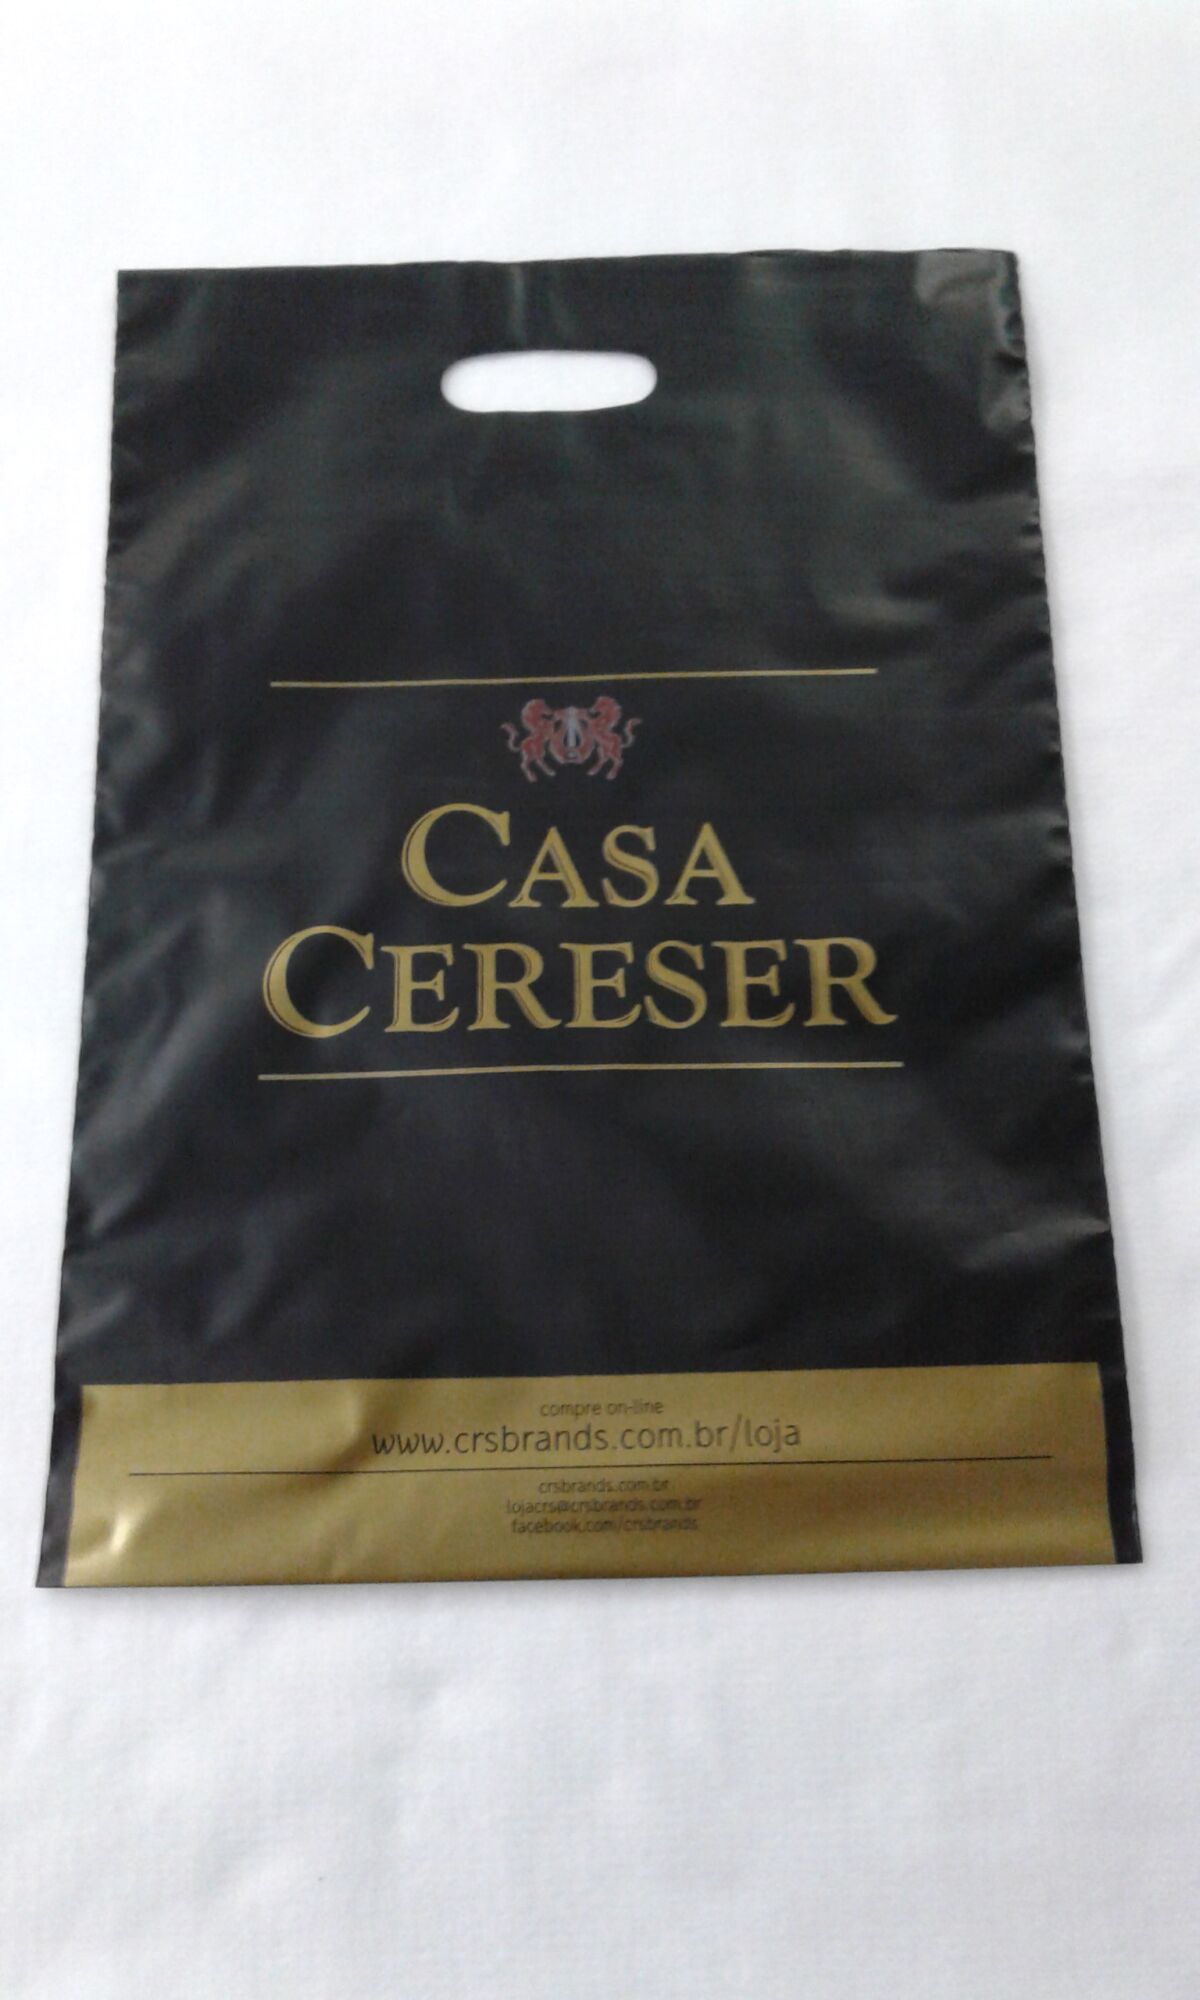 CASA
CERESER
compre on-line
www.crsbrands.com.br/loja
crsbrands.com.br
lojacrs@crsbrands.com.br
facebook.com/crsbrands